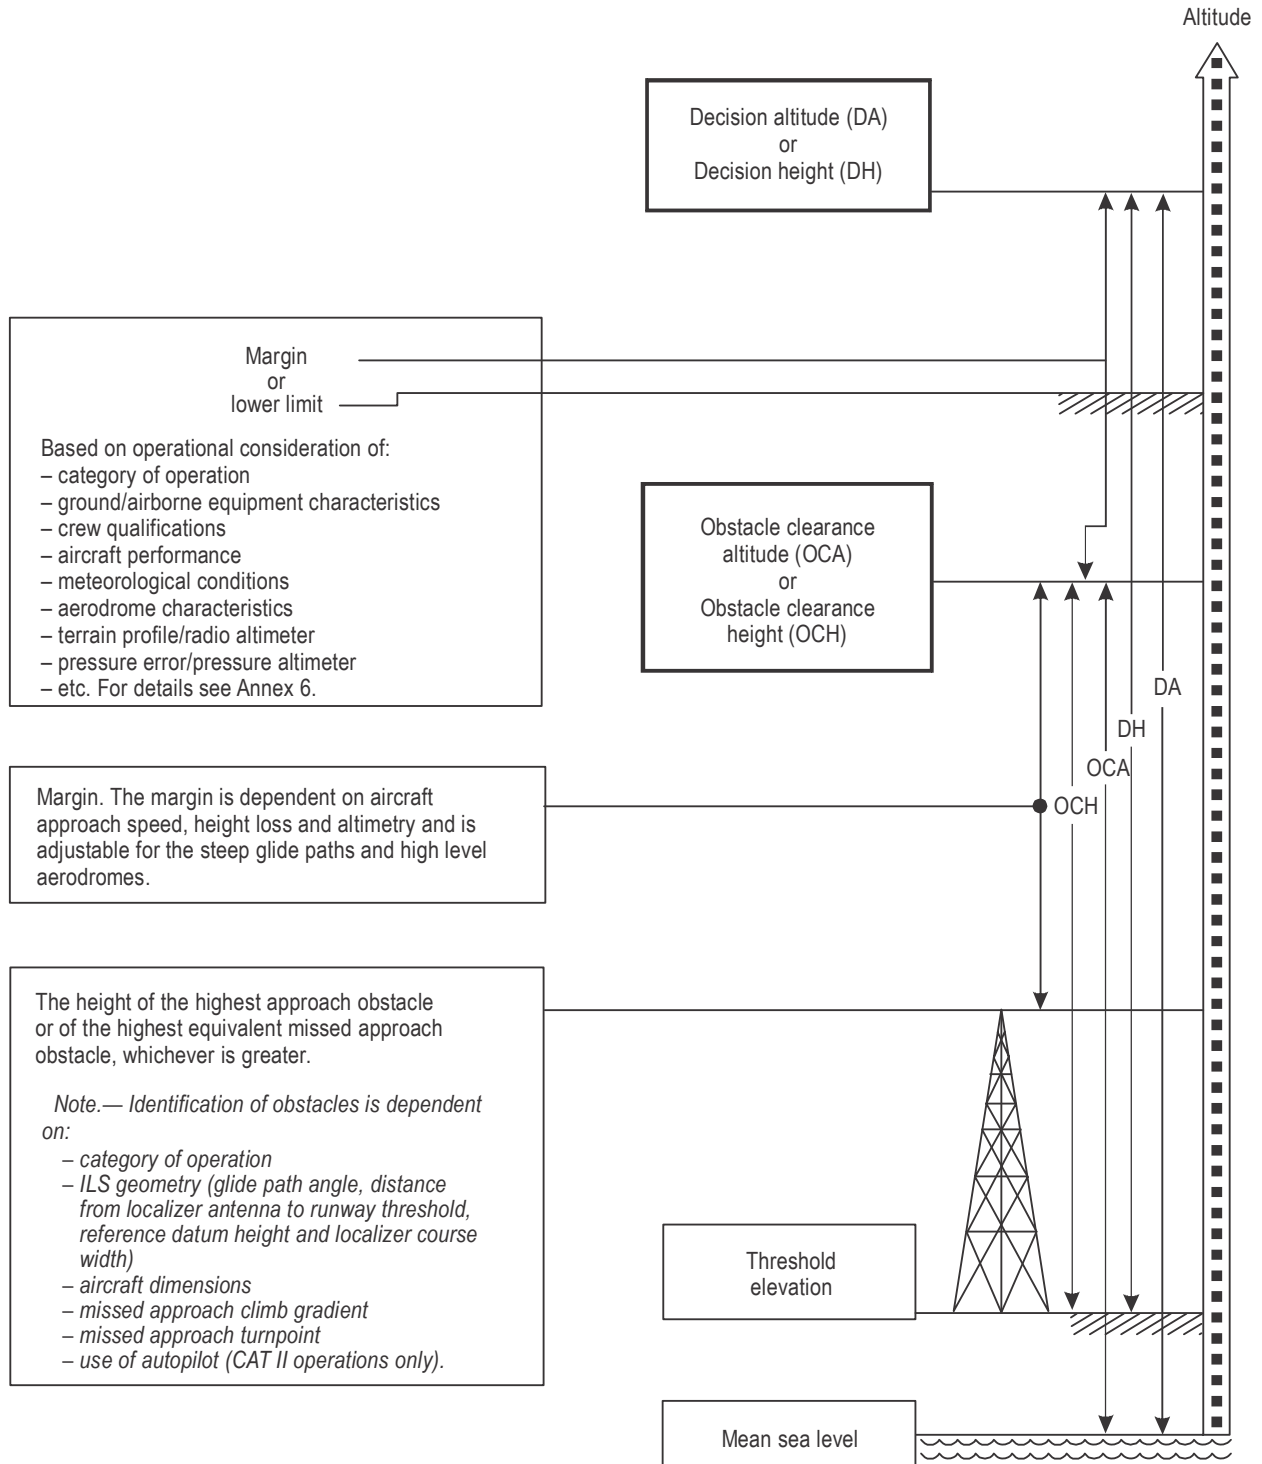 Altitude
Decision altitude (DA)
or
Decision height (DH)
Margin
or
lower limit
Based on operational consideration of:
– category of operation
– ground/airborne equipment characteristics
– crew qualifications
– aircraft performance
– meteorological conditions
– aerodrome characteristics
– terrain profile/radio altimeter
– pressure error/pressure altimeter
– etc. For details see Annex 6.
Obstacle clearance
altitude (OCA)
or
Obstacle clearance
height (OCH)
DA
DH
OCA
OCH
Margin. The margin is dependent on aircraft
approach speed, height loss and altimetry and is
adjustable for the steep glide paths and high level
aerodromes.
The height of the highest approach obstacle
or of the highest equivalent missed approach
obstacle, whichever is greater.
Note.— Identification of obstacles is dependent
on:
– category of operation
– ILS geometry (glide path angle, distance
from localizer antenna to runway threshold,
reference datum height and localizer course
width)
– aircraft dimensions
– missed approach climb gradient
– missed approach turnpoint
– use of autopilot (CAT II operations only).
Threshold
elevation
Mean sea level